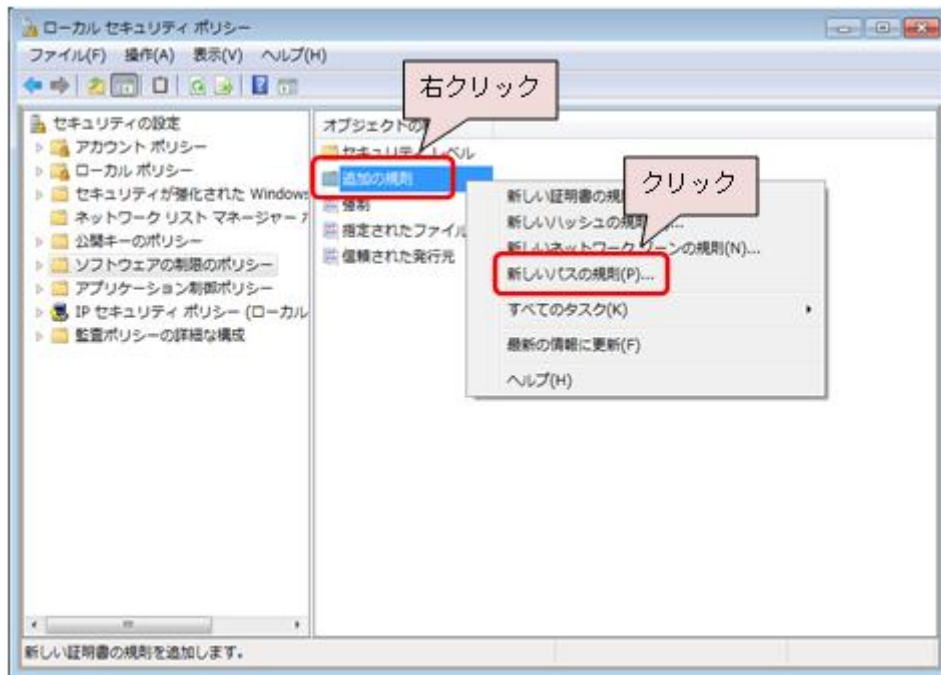 ローカル セキュリティ ポリシー
ファイル(F) 操作(A) 表示(V) ヘルプ(H)
右クリック
セキュリティの設定
アカウント ポリシー
ローカル ポリシー
セキュリティが強化された Windows
ネットワーク リスト マネージャー
公開キーのポリシー
ソフトウェアの制限のポリシー
アプリケーション制御ポリシー
IP セキュリティ ポリシー (ローカル
監査ポリシーの詳細な構成
オブジェクトの
セキュリティ レベル
追加の規則
強制
指定されたファイル
信頼された発行元
クリック
新しい証明書の規
新しいハッシュの規
新しいネットワーク ゾーンの規則(N)...
新しいパスの規則(P)...
すべてのタスク(K)
最新の情報に更新(F)
ヘルプ(H)
新しい証明書の規則を追加します。